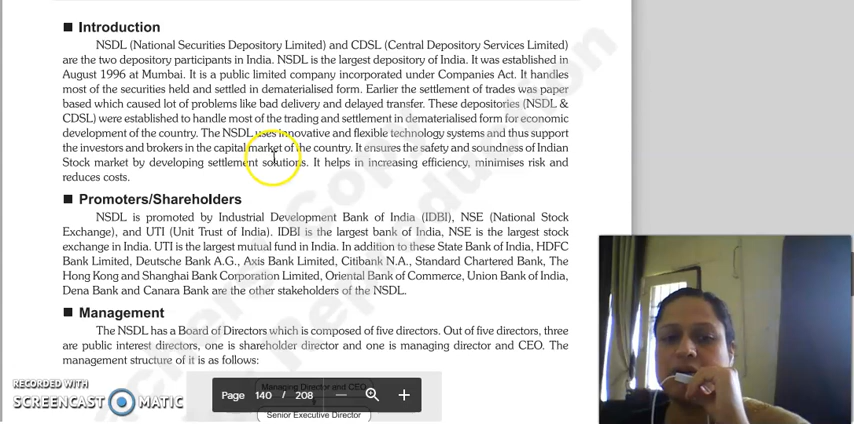 Introduction
NSDL (National Securities Depository Limited) and CDSL (Central Depository Services Limited)
are the two depository participants in India. NSDL is the largest depository of India. It was established in
August 1996 at Mumbai. It is a public limited company incorporated under Companies Act. It handles
most of the securities held and settled in dematerialised form. Earlier the settlement of trades was paper
based which caused lot of problems like bad delivery and delayed transfer. These depositories (NSDL &
CDSL) were established to handle most of the trading and settlement in dematerialised form for economic
development of the country. The NSDL uses innovative and flexible technology systems and thus support
the investors and brokers in the capital market of the country. It ensures the safety and soundness of Indian
Stock market by developing settlement solutions. It helps in increasing efficiency, minimises risk and
reduces costs.
Promoters/Shareholders
NSDL is promoted by Industrial Development Bank of India (IDBI), NSE (National Stock
Exchange), and UTI (Unit Trust of India). IDBI is the largest bank of India, NSE is the largest stock
exchange in India. UTI is the largest mutual fund in India. In addition to these State Bank of India, HDFC
Bank Limited, Deutsche Bank A.G., Axis Bank Limited, Citibank N.A., Standard Chartered Bank, The
Hong Kong and Shanghai Bank Corporation Limited, Oriental Bank of Commerce, Union Bank of India,
Dena Bank and Canara Bank are the other stakeholders of the NSDL.
Management
The NSDL has a Board of Directors which is composed of five directors. Out of five directors, three
are public interest directors, one is shareholder director and one is managing director and CEO. The
management structure of it is as follows:
Managing Director and CEO
Page 140 / 208
Senior Executive Director
RECORDED WITH
SCREENCAST MATIC